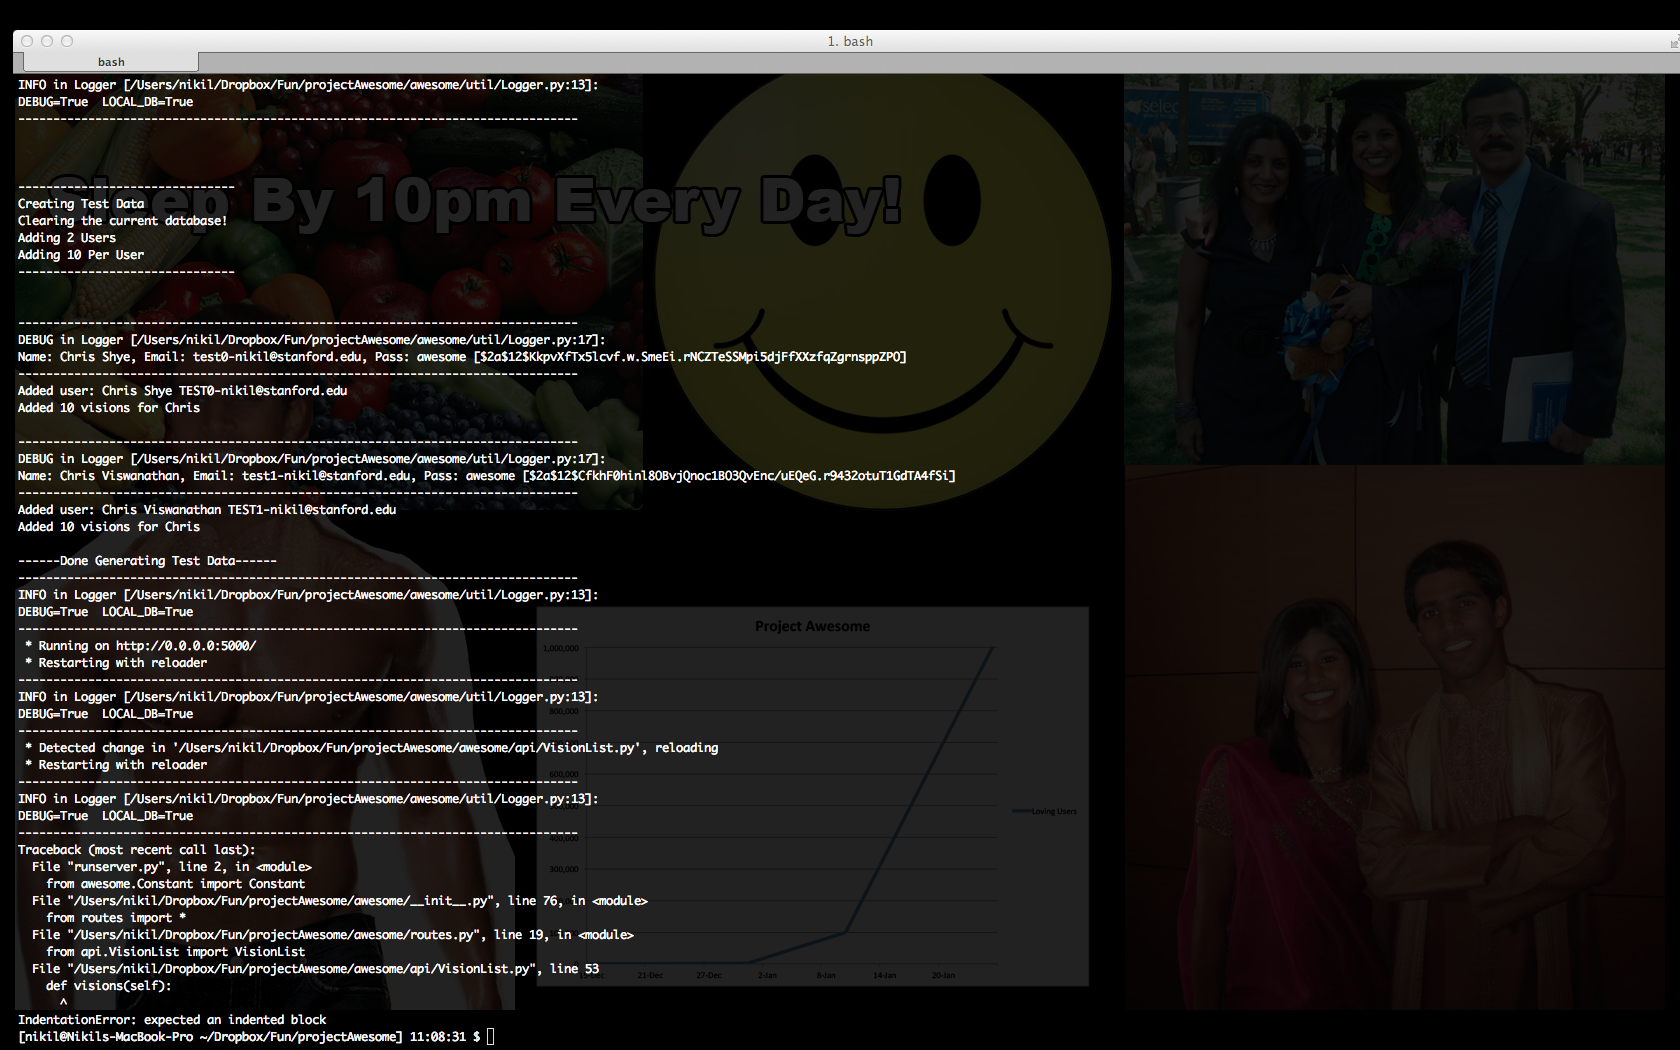 1. bash
bash
INFO in Logger [/Users/nikil/Dropbox/Fun/projectAwesome/awesome/util/Logger.py:13]:
DEBUG=True  LOCAL_DB=True
--------------------------------------------------------------------------------
-------------------------------
Creating Test Data
Clearing the current database!
Adding 2 Users
Adding 10 Per User
-------------------------------
Sleep By 10pm Every Day!
--------------------------------------------------------------------------------
DEBUG in Logger [/Users/nikil/Dropbox/Fun/projectAwesome/awesome/util/Logger.py:17]:
Name: Chris Shye, Email: test0-nikil@stanford.edu, Pass: awesome [$2a$12$KkpvXfTx5lcvf.w.SmeEi.rNCZTeSSMpi5djFfXXzfqZgrnsppZPO]
--------------------------------------------------------------------------------
Added user: Chris Shye TEST0-nikil@stanford.edu
Added 10 visions for Chris
--------------------------------------------------------------------------------
DEBUG in Logger [/Users/nikil/Dropbox/Fun/projectAwesome/awesome/util/Logger.py:17]:
Name: Chris Viswanathan, Email: test1-nikil@stanford.edu, Pass: awesome [$2a$12$CfkhF0hinl8OBvjQnoc1BO3QvEnc/uEQeG.r943ZotuT1GdTA4fSi]
--------------------------------------------------------------------------------
Added user: Chris Viswanathan TEST1-nikil@stanford.edu
Added 10 visions for Chris
------Done Generating Test Data------
--------------------------------------------------------------------------------
INFO in Logger [/Users/nikil/Dropbox/Fun/projectAwesome/awesome/util/Logger.py:13]:
DEBUG=True  LOCAL_DB=True
--------------------------------------------------------------------------------
 * Running on http://0.0.0.0:5000/
 * Restarting with reloader
--------------------------------------------------------------------------------
INFO in Logger [/Users/nikil/Dropbox/Fun/projectAwesome/awesome/util/Logger.py:13]:
DEBUG=True  LOCAL_DB=True
--------------------------------------------------------------------------------
 * Detected change in '/Users/nikil/Dropbox/Fun/projectAwesome/awesome/api/VisionList.py', reloading
 * Restarting with reloader
--------------------------------------------------------------------------------
INFO in Logger [/Users/nikil/Dropbox/Fun/projectAwesome/awesome/util/Logger.py:13]:
DEBUG=True  LOCAL_DB=True
--------------------------------------------------------------------------------
Traceback (most recent call last):
  File "runserver.py", line 2, in <module>
    from awesome.Constant import Constant
  File "/Users/nikil/Dropbox/Fun/projectAwesome/awesome/__init__.py", line 76, in <module>
    from routes import *
  File "/Users/nikil/Dropbox/Fun/projectAwesome/awesome/routes.py", line 19, in <module>
    from api.VisionList import VisionList
  File "/Users/nikil/Dropbox/Fun/projectAwesome/awesome/api/VisionList.py", line 53
    def visions(self):
      ^
IndentationError: expected an indented block
[nikil@Nikils-MacBook-Pro ~/Dropbox/Fun/projectAwesome] 11:08:31 $
Project Awesome
1,000,000
800,000
600,000
400,000
300,000
Loving Users
21-Dec 27-Dec 2-Jan 8-Jan 14-Jan 20-Jan